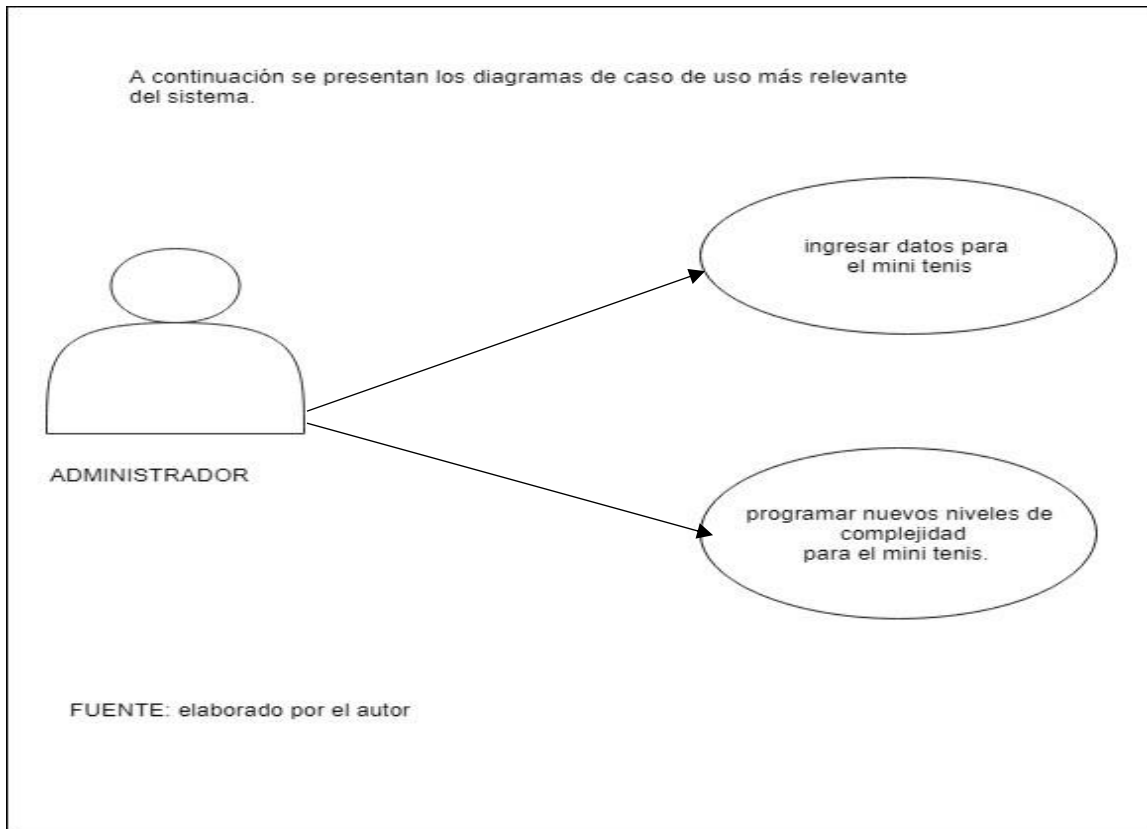 A continuación se presentan los diagramas de caso de uso más relevante
del sistema.
ingresar datos para
el mini tenis
ADMINISTRADOR
programar nuevos niveles de
complejidad
para el mini tenis.
FUENTE: elaborado por el autor